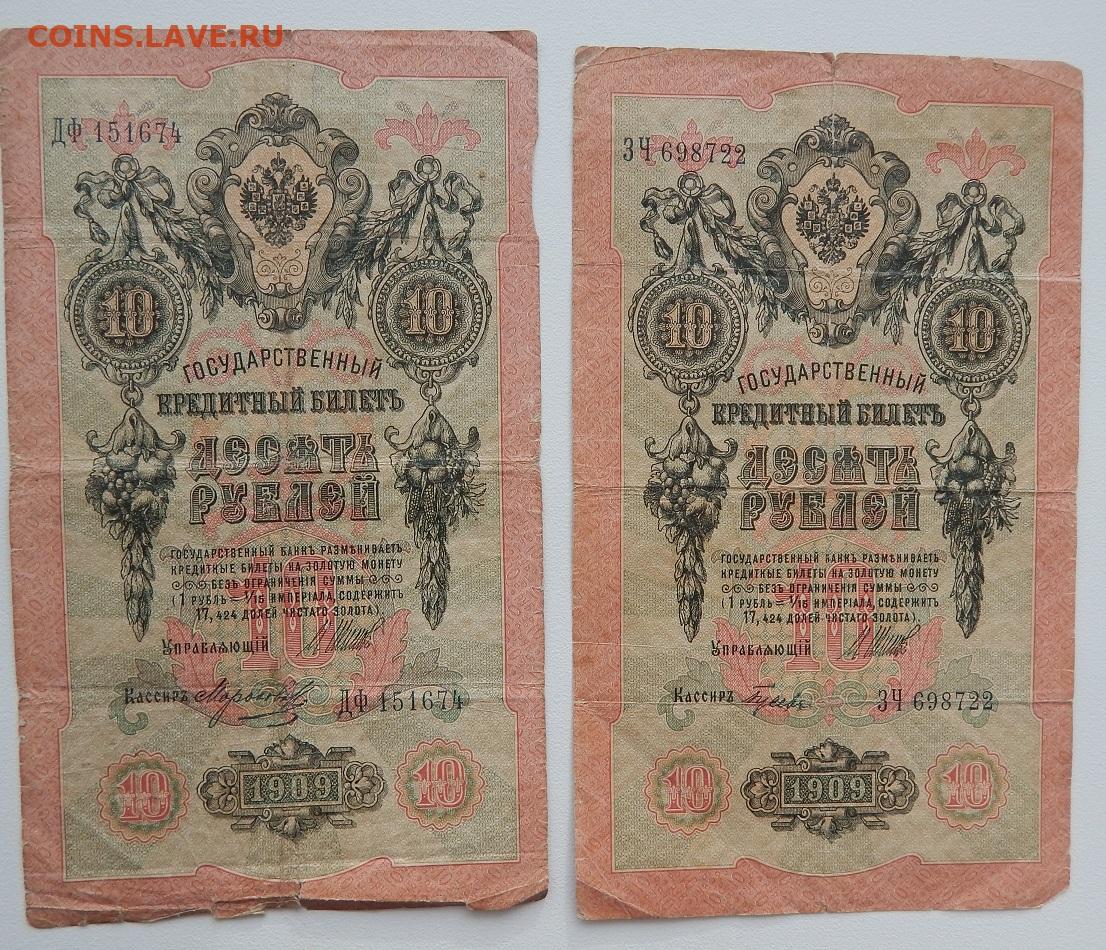 COINS.LAVE.RU
ДФ 151674
10
10
ГОСУДАРСТВЕННЫЙ
КРЕДИТНЫЙ БИЛЕТЪ
ДЕСЯТЬ
РУБЛЕЙ
ГОСУДАРСТВЕННЫЙ БАНКЪ РАЗМѢНИВАЕТЪ
КРЕДИТНЫЕ БИЛЕТЫ НА ЗОЛОТУЮ МОНЕТУ
БЕЗЪ ОГРАНИЧЕНІЯ СУММЫ
(1 РУБЛЬ = 1/15 ИМПЕРІАЛА, СОДЕРЖИТЪ
17,424 ДОЛЕЙ ЧИСТАГО ЗОЛОТА).
10
УПРАВЛЯЮЩІЙ
КАССИРЪ
ДФ 151674
10
1909
10
ЗЧ 698722
10
10
ГОСУДАРСТВЕННЫЙ
КРЕДИТНЫЙ БИЛЕТЪ
ДЕСЯТЬ
РУБЛЕЙ
ГОСУДАРСТВЕННЫЙ БАНКЪ РАЗМѢНИВАЕТЪ
КРЕДИТНЫЕ БИЛЕТЫ НА ЗОЛОТУЮ МОНЕТУ
БЕЗЪ ОГРАНИЧЕНІЯ СУММЫ
(1 РУБЛЬ = 1/15 ИМПЕРІАЛА, СОДЕРЖИТЪ
17,424 ДОЛЕЙ ЧИСТАГО ЗОЛОТА).
10
УПРАВЛЯЮЩІЙ
КАССИРЪ
ЗЧ 698722
10
1909
10